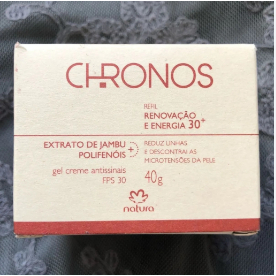 CHRONOS
REFIL
RENOVAÇÃO
E ENERGIA 30+
EXTRATO DE JAMBU +
POLIFENÓIS
REDUZ LINHAS
E DESCONTRAI AS
MICROTENSÕES DA PELE
gel creme antissinais
FPS 30
40g
natura